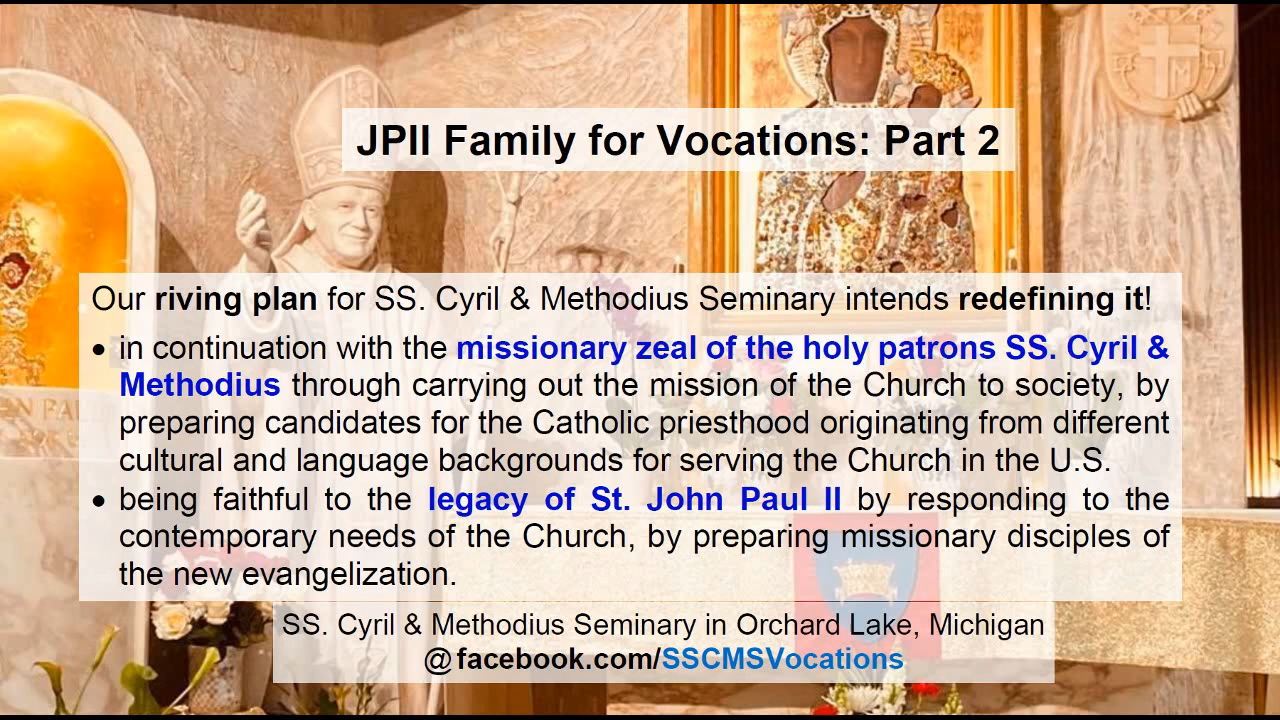 JPII Family for Vocations: Part 2
Our riving plan for SS. Cyril & Methodius Seminary intends redefining it!
• in continuation with the missionary zeal of the holy patrons SS. Cyril &
Methodius through carrying out the mission of the Church to society, by
preparing candidates for the Catholic priesthood originating from different
cultural and language backgrounds for serving the Church in the U.S.
• being faithful to the legacy of St. John Paul II by responding to the
contemporary needs of the Church, by preparing missionary disciples of
the new evangelization.
SS. Cyril & Methodius Seminary in Orchard Lake, Michigan
@facebook.com/SSCMSVocations